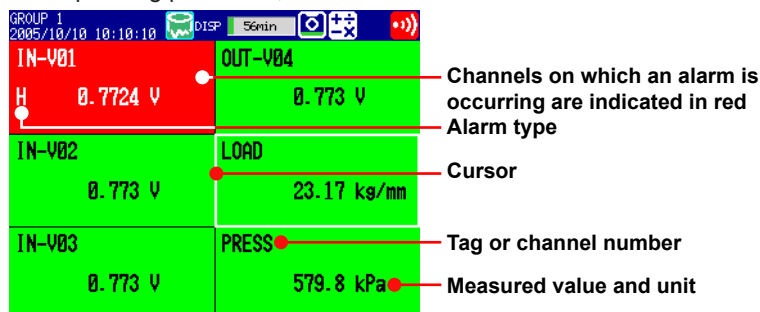 GROUP 1
2005/10/10 10:10:10 DISP 56min
IN-V01
H 0.7724 V
OUT-V04
0.773 V
IN-V02
0.773 V
LOAD
23.17 kg/mm
IN-V03
0.773 V
PRESS
579.8 kPa
Channels on which an alarm is
occurring are indicated in red
Alarm type
Cursor
Tag or channel number
Measured value and unit